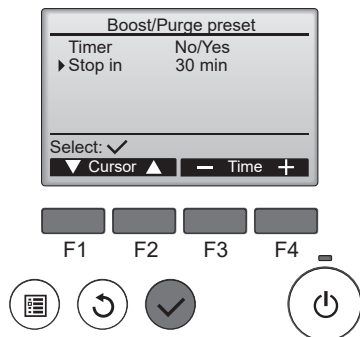 Boost/Purge preset
Timer No/Yes
Stop in 30 min
Select:
Cursor Time
F1 F2 F3 F4